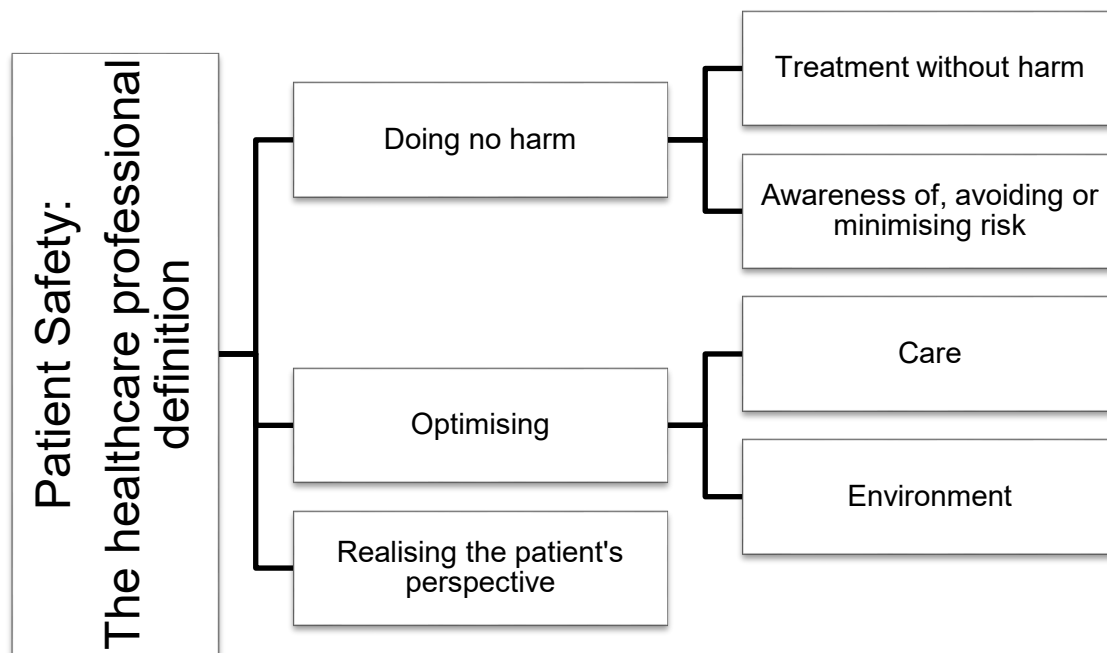 Patient Safety:
The healthcare professional
definition
Doing no harm
Treatment without harm
Awareness of, avoiding or
minimising risk
Optimising
Care
Environment
Realising the patient's
perspective